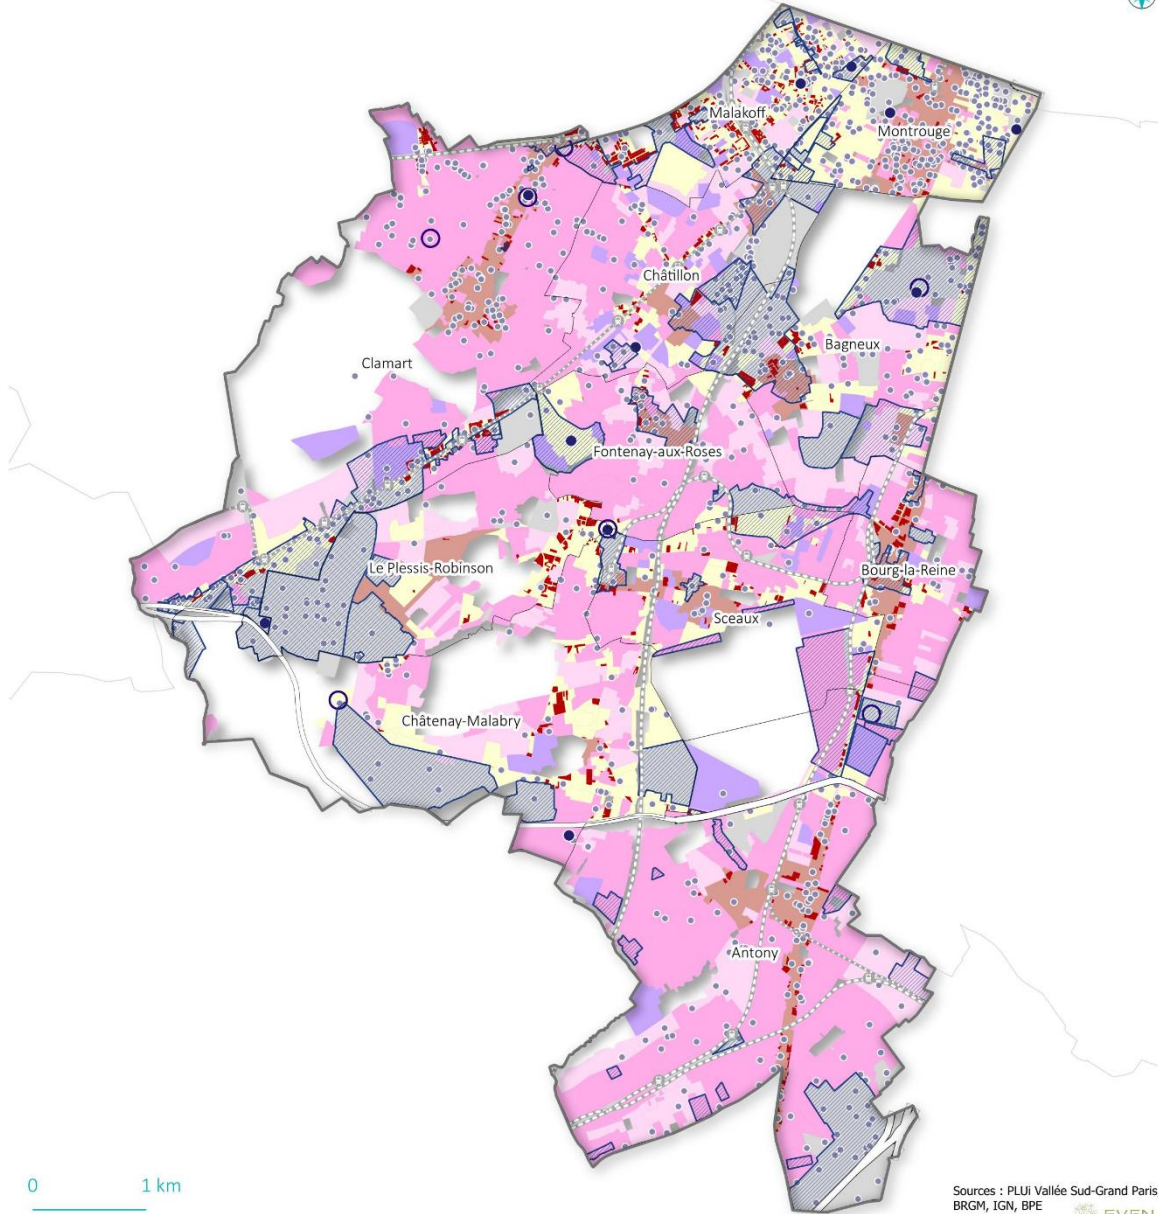 Malakoff
Montrouge
Châtillon
Bagneux
Clamart
Fontenay-aux-Roses
Le Plessis-Robinson
Bourg-la-Reine
Sceaux
Châtenay-Malabry
Antony
0 1 km
Sources : PLUi Vallée Sud-Grand Paris,
BRGM, IGN, BPE
EVEN